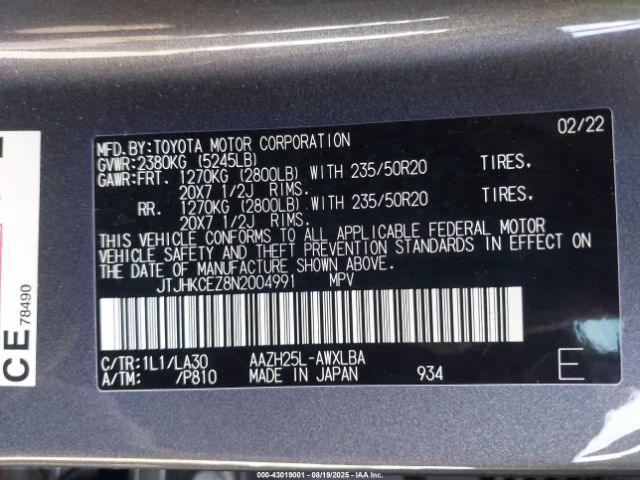 02/22
MFD.BY:TOYOTA MOTOR CORPORATION
GVWR:2380KG (5245LB)
GAWR:FRT. 1270KG (2800LB) WITH 235/50R20 TIRES.
20X7 1/2J RIMS.
RR. 1270KG (2800LB) WITH 235/50R20 TIRES.
20X7 1/2J RIMS.
THIS VEHICLE CONFORMS TO ALL APPLICABLE FEDERAL MOTOR
VEHICLE SAFETY AND THEFT PREVENTION STANDARDS IN EFFECT ON
THE DATE OF MANUFACTURE SHOWN ABOVE.
JTJHKCEZ8N2004991 MPV
C/TR:1L1/LA30 AAZH25L-AWXLBA
A/TM: /P810 MADE IN JAPAN 934 E
CE 78490
000-43019001 - 08/19/2025 - IAAI.COM